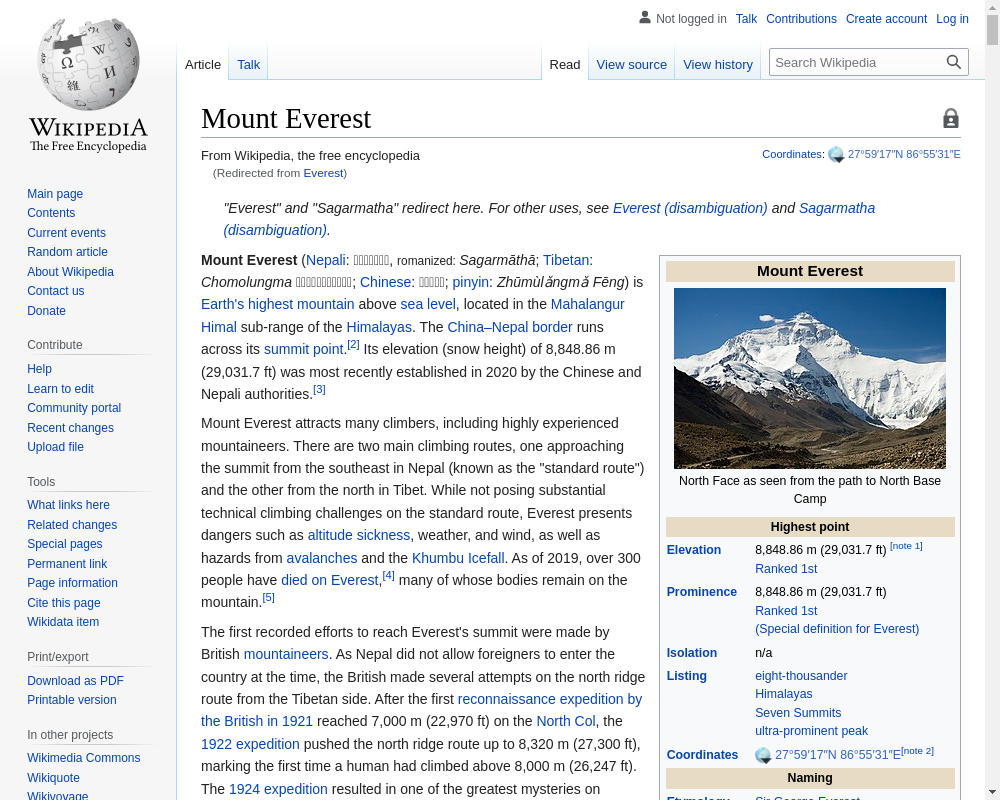 Not logged in Talk Contributions Create account Log in
Article Talk Read View source View history Search Wikipedia
WIKIPEDIA
The Free Encyclopedia
Main page
Contents
Current events
Random article
About Wikipedia
Contact us
Donate
Contribute
Help
Learn to edit
Community portal
Recent changes
Upload file
Tools
What links here
Related changes
Special pages
Permanent link
Page information
Cite this page
Wikidata item
Print/export
Download as PDF
Printable version
In other projects
Wikimedia Commons
Wikiquote
Wikivoyage
Mount Everest
From Wikipedia, the free encyclopedia
Coordinates: 27°59′17″N 86°55′31″E
(Redirected from Everest)
"Everest" and "Sagarmatha" redirect here. For other uses, see Everest (disambiguation) and Sagarmatha
(disambiguation).
Mount Everest (Nepali: , romanized: Sagarmāthā; Tibetan:
Chomolungma ; Chinese: ; pinyin: Zhūmùlǎngmǎ Fēng) is
Earth's highest mountain above sea level, located in the Mahalangur
Himal sub-range of the Himalayas. The China–Nepal border runs
across its summit point.[2] Its elevation (snow height) of 8,848.86 m
(29,031.7 ft) was most recently established in 2020 by the Chinese and
Nepali authorities.[3]
Mount Everest attracts many climbers, including highly experienced
mountaineers. There are two main climbing routes, one approaching
the summit from the southeast in Nepal (known as the "standard route")
and the other from the north in Tibet. While not posing substantial
technical climbing challenges on the standard route, Everest presents
dangers such as altitude sickness, weather, and wind, as well as
hazards from avalanches and the Khumbu Icefall. As of 2019, over 300
people have died on Everest,[4] many of whose bodies remain on the
mountain.[5]
The first recorded efforts to reach Everest's summit were made by
British mountaineers. As Nepal did not allow foreigners to enter the
country at the time, the British made several attempts on the north ridge
route from the Tibetan side. After the first reconnaissance expedition by
the British in 1921 reached 7,000 m (22,970 ft) on the North Col, the
1922 expedition pushed the north ridge route up to 8,320 m (27,300 ft),
marking the first time a human had climbed above 8,000 m (26,247 ft).
The 1924 expedition resulted in one of the greatest mysteries on
Mount Everest
North Face as seen from the path to North Base
Camp
Highest point
Elevation 8,848.86 m (29,031.7 ft) [note 1]
Ranked 1st
Prominence 8,848.86 m (29,031.7 ft)
Ranked 1st
(Special definition for Everest)
Isolation n/a
Listing eight-thousander
Himalayas
Seven Summits
ultra-prominent peak
Coordinates 27°59′17″N 86°55′31″E[note 2]
Naming
Etymology Sir George Everest